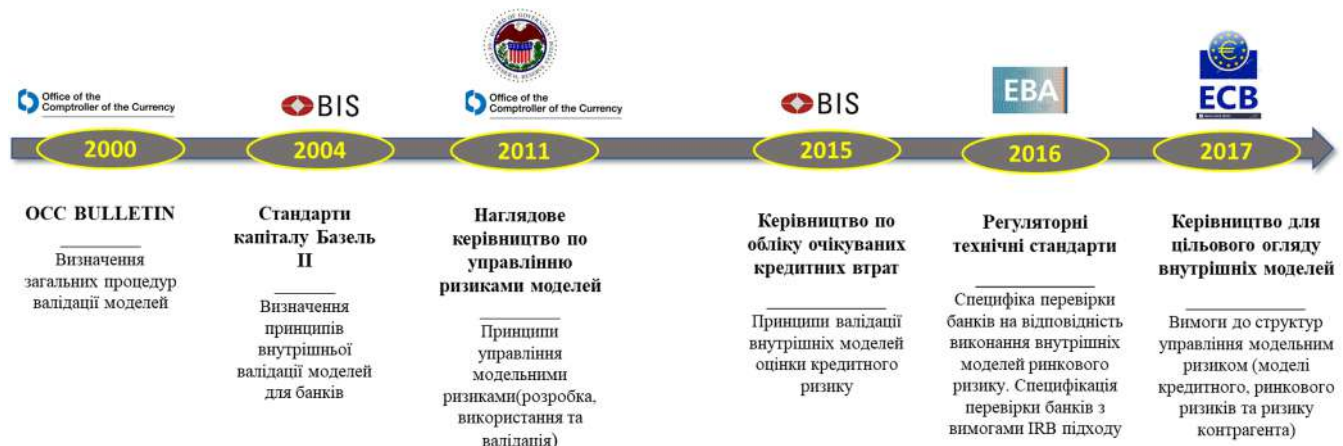 Office of the
Comptroller of the Currency
BIS
BOARD OF GOVERNORS
FEDERAL RESERVE
Office of the
Comptroller of the Currency
BIS
EBA
ECB
2000
2004
2011
2015
2016
2017
OCC BULLETIN
Визначення
загальних процедур
валідації моделей
Стандарти
капіталу Базель
II
Визначення
принципів
внутрішньої
валідації моделей
для банків
Наглядове
керівництво по
управлінню
ризиками моделей
Принципи
управління
модельними
ризиками(розробка,
використання та
валідація)
Керівництво по
обліку очікуваних
кредитних втрат
Принципи валідації
внутрішніх моделей
оцінки кредитного
ризику
Регуляторні
технічні стандарти
Специфіка перевірки
банків на відповідність
виконання внутрішніх
моделей ринкового
ризику. Специфікація
перевірки банків з
вимогами IRB підходу
Керівництво для
цільового огляду
внутрішніх моделей
Вимоги до структур
управління модельним
ризиком (моделі
кредитного, ринкового
ризиків та ризику
контрагента)